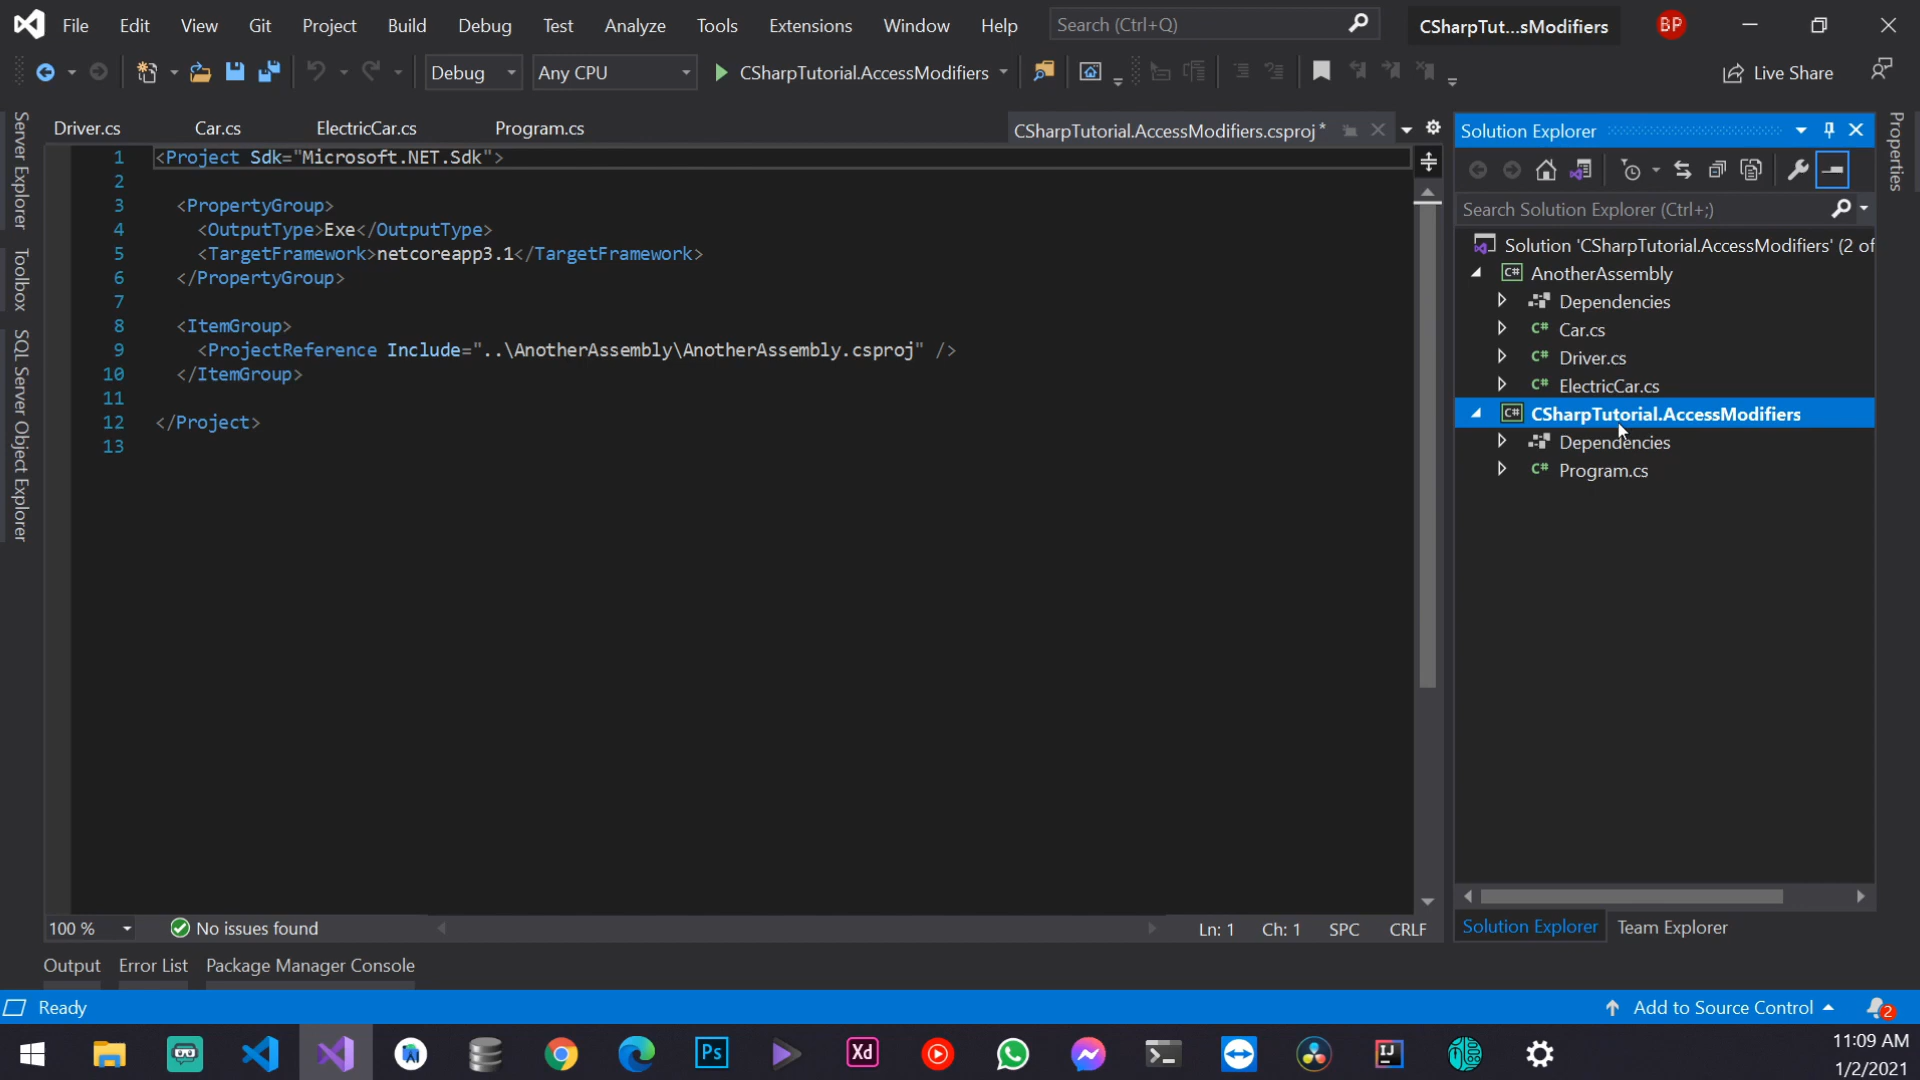 File Edit View Git Project Build Debug Test Analyze Tools Extensions Window Help Search (Ctrl+Q) CSharpTut...sModifiers BP
Debug Any CPU CSharpTutorial.AccessModifiers Live Share
Server Explorer
Toolbox
SQL Server Object Explorer
Driver.cs Car.cs ElectricCar.cs Program.cs CSharpTutorial.AccessModifiers.csproj*
1 <Project Sdk="Microsoft.NET.Sdk">
2
3 <PropertyGroup>
4 <OutputType>Exe</OutputType>
5 <TargetFramework>netcoreapp3.1</TargetFramework>
6 </PropertyGroup>
7
8 <ItemGroup>
9 <ProjectReference Include="..\AnotherAssembly\AnotherAssembly.csproj" />
10 </ItemGroup>
11
12 </Project>
13
100 % No issues found Ln: 1 Ch: 1 SPC CRLF
Solution Explorer
Search Solution Explorer (Ctrl+;)
Solution 'CSharpTutorial.AccessModifiers' (2 of
C# AnotherAssembly
Dependencies
C# Car.cs
C# Driver.cs
C# ElectricCar.cs
C# CSharpTutorial.AccessModifiers
Dependencies
C# Program.cs
Solution Explorer Team Explorer
Properties
Output Error List Package Manager Console
Ready Add to Source Control 2
Ps Xd IJ
11:09 AM
1/2/2021